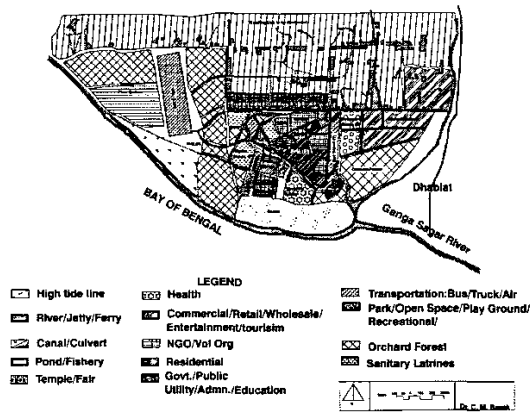 Dhablat
BAY OF BENGAL
Ganga Sagar River
LEGEND
High tide line
River/Jetty/Ferry
Canal/Culvert
Pond/Fishery
Temple/Fair
Health
Commercial/Retail/Wholesale/
Entertainment/tourisim
NGO/Vol Org
Residential
Govt./Public
Utility/Admn./Education
Transportation:Bus/Truck/Air
Park/Open Space/Play Ground/
Recreational/
Orchard Forest
Sanitary Latrines
Dr. C. M.